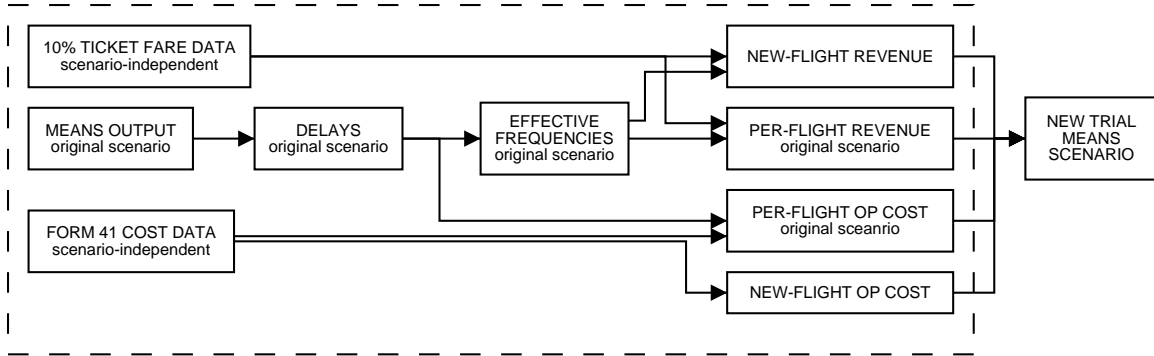 10% TICKET FARE DATA
scenario-independent
MEANS OUTPUT
original scenario
FORM 41 COST DATA
scenario-independent
DELAYS
original scenario
EFFECTIVE
FREQUENCIES
original scenario
NEW-FLIGHT REVENUE
PER-FLIGHT REVENUE
original scenario
PER-FLIGHT OP COST
original sceanrio
NEW-FLIGHT OP COST
NEW TRIAL
MEANS
SCENARIO